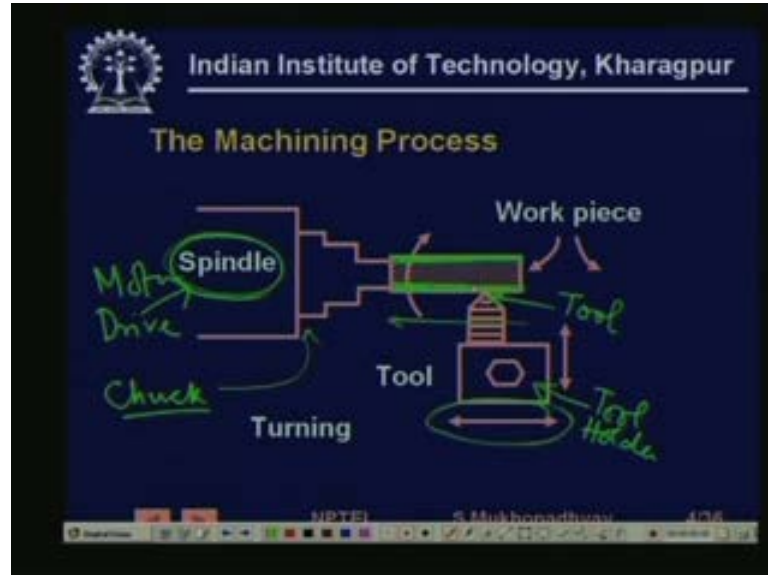 Indian Institute of Technology, Kharagpur
The Machining Process
Work piece
Spindle
Motor
Drive
Tool
Chuck
Tool
Tool
Holder
Turning
NPTEL S.Mukhopadhyay 4/36